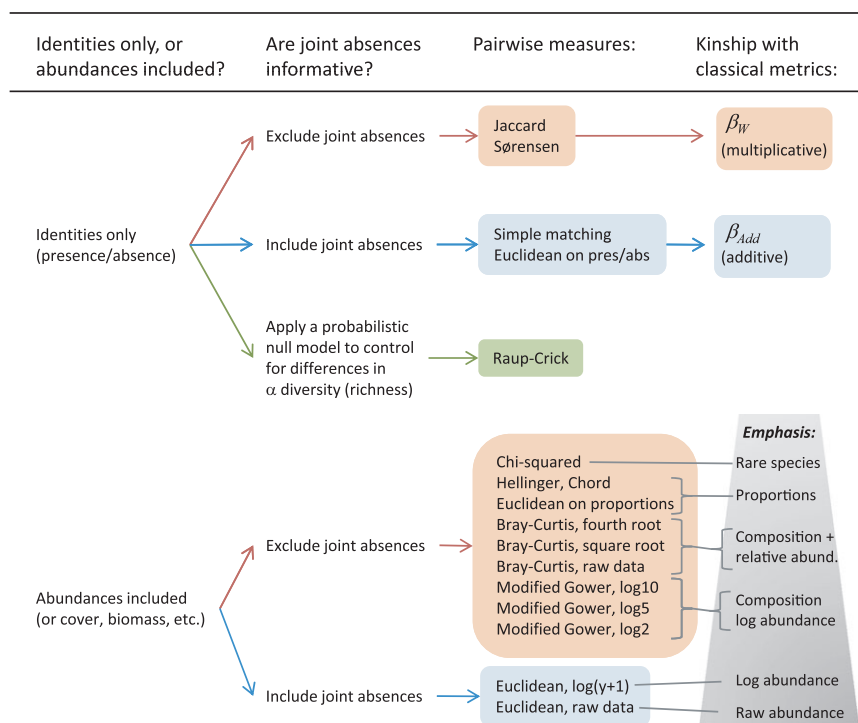 Identities only, or
abundances included?
Are joint absences
informative?
Pairwise measures:
Kinship with
classical metrics:
Exclude joint absences
Jaccard
Sørensen
βW
(multiplicative)
Identities only
(presence/absence)
Include joint absences
Simple matching
Euclidean on pres/abs
βAdd
(additive)
Apply a probabilistic
null model to control
for differences in
α diversity (richness)
Raup-Crick
Emphasis:
Chi-squared
Rare species
Hellinger, Chord
Euclidean on proportions
Proportions
Exclude joint absences
Bray-Curtis, fourth root
Bray-Curtis, square root
Bray-Curtis, raw data
Composition +
relative abund.
Abundances included
(or cover, biomass, etc.)
Modified Gower, log10
Modified Gower, log5
Modified Gower, log2
Composition
log abundance
Include joint absences
Euclidean, log(y+1)
Log abundance
Euclidean, raw data
Raw abundance